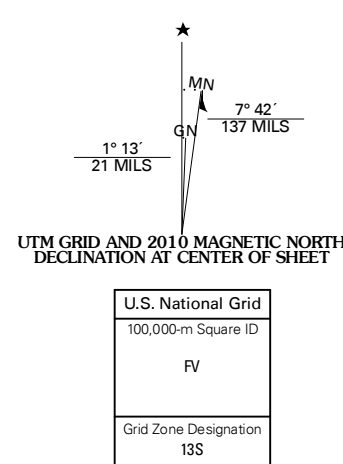 ★
MN
7° 42´
137 MILS
GN
1° 13´
21 MILS
UTM GRID AND 2010 MAGNETIC NORTH
DECLINATION AT CENTER OF SHEET
U.S. National Grid
100,000-m Square ID
FV
Grid Zone Designation
13S